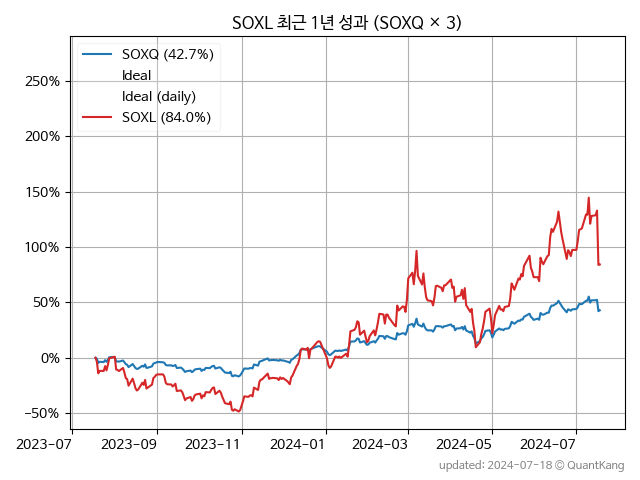 SOXL 최근 1년 성과 (SOXQ × 3)
SOXQ (42.7%)
Ideal
Ideal (daily)
SOXL (84.0%)
250%
200%
150%
100%
50%
0%
−50%
2023-07 2023-09 2023-11 2024-01 2024-03 2024-05 2024-07
updated: 2024-07-18 © QuantKang